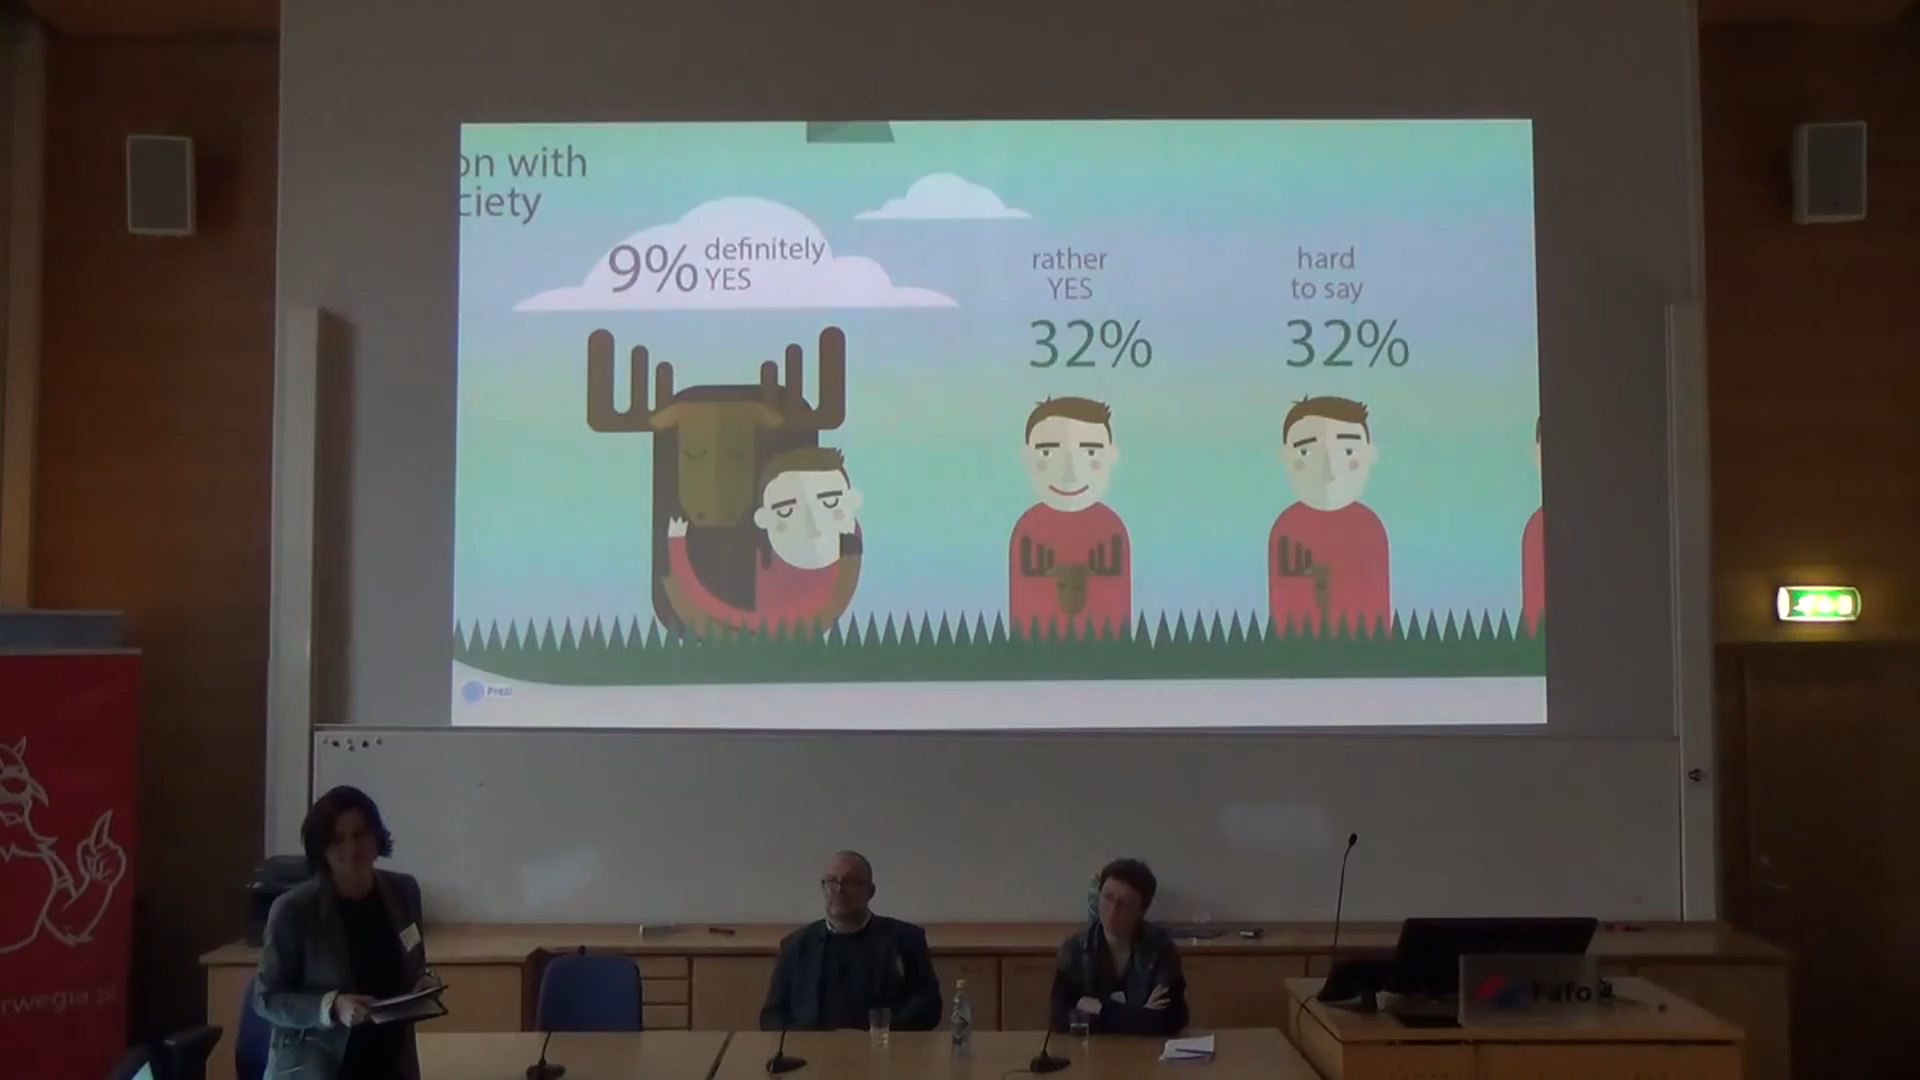 on with
ciety
9% definitely
YES
rather
YES
32%
hard
to say
32%
Prezi
rwegia.pl
Fafo